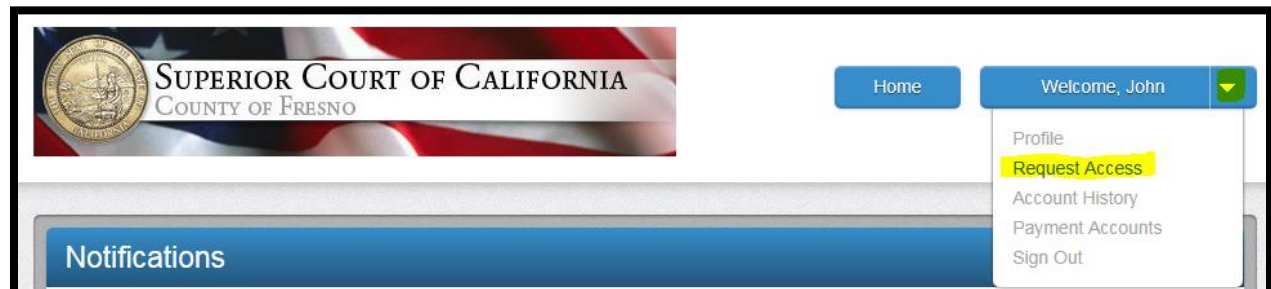 SUPERIOR COURT OF CALIFORNIA
COUNTY OF FRESNO
Home
Welcome, John
Profile
Request Access
Account History
Payment Accounts
Sign Out
Notifications